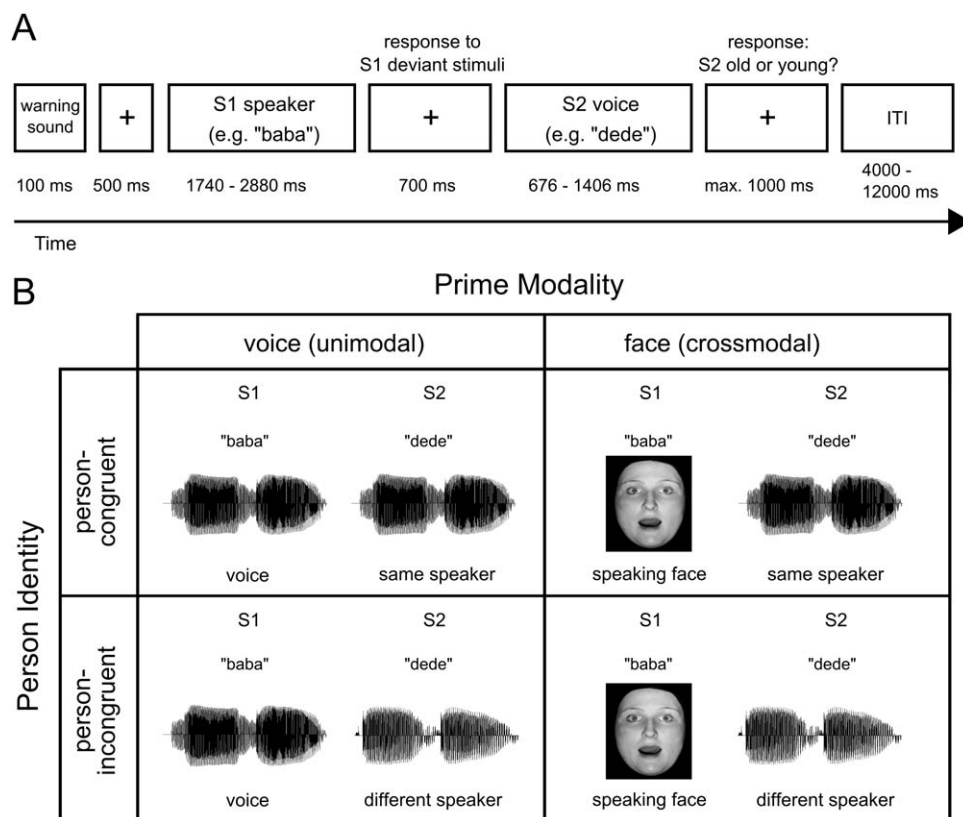 A
response to
S1 deviant stimuli
response:
S2 old or young?
warning
sound
+
S1 speaker
(e.g. "baba")
+
S2 voice
(e.g. "dede")
+
ITI
100 ms
500 ms
1740 - 2880 ms
700 ms
676 - 1406 ms
max. 1000 ms
4000 -
12000 ms
Time
B
Prime Modality
voice (unimodal)
face (crossmodal)
Person Identity
person-
congruent
S1
S2
S1
S2
"baba"
"dede"
"baba"
"dede"
voice
same speaker
speaking face
same speaker
person-
incongruent
S1
S2
S1
S2
"baba"
"dede"
"baba"
"dede"
voice
different speaker
speaking face
different speaker